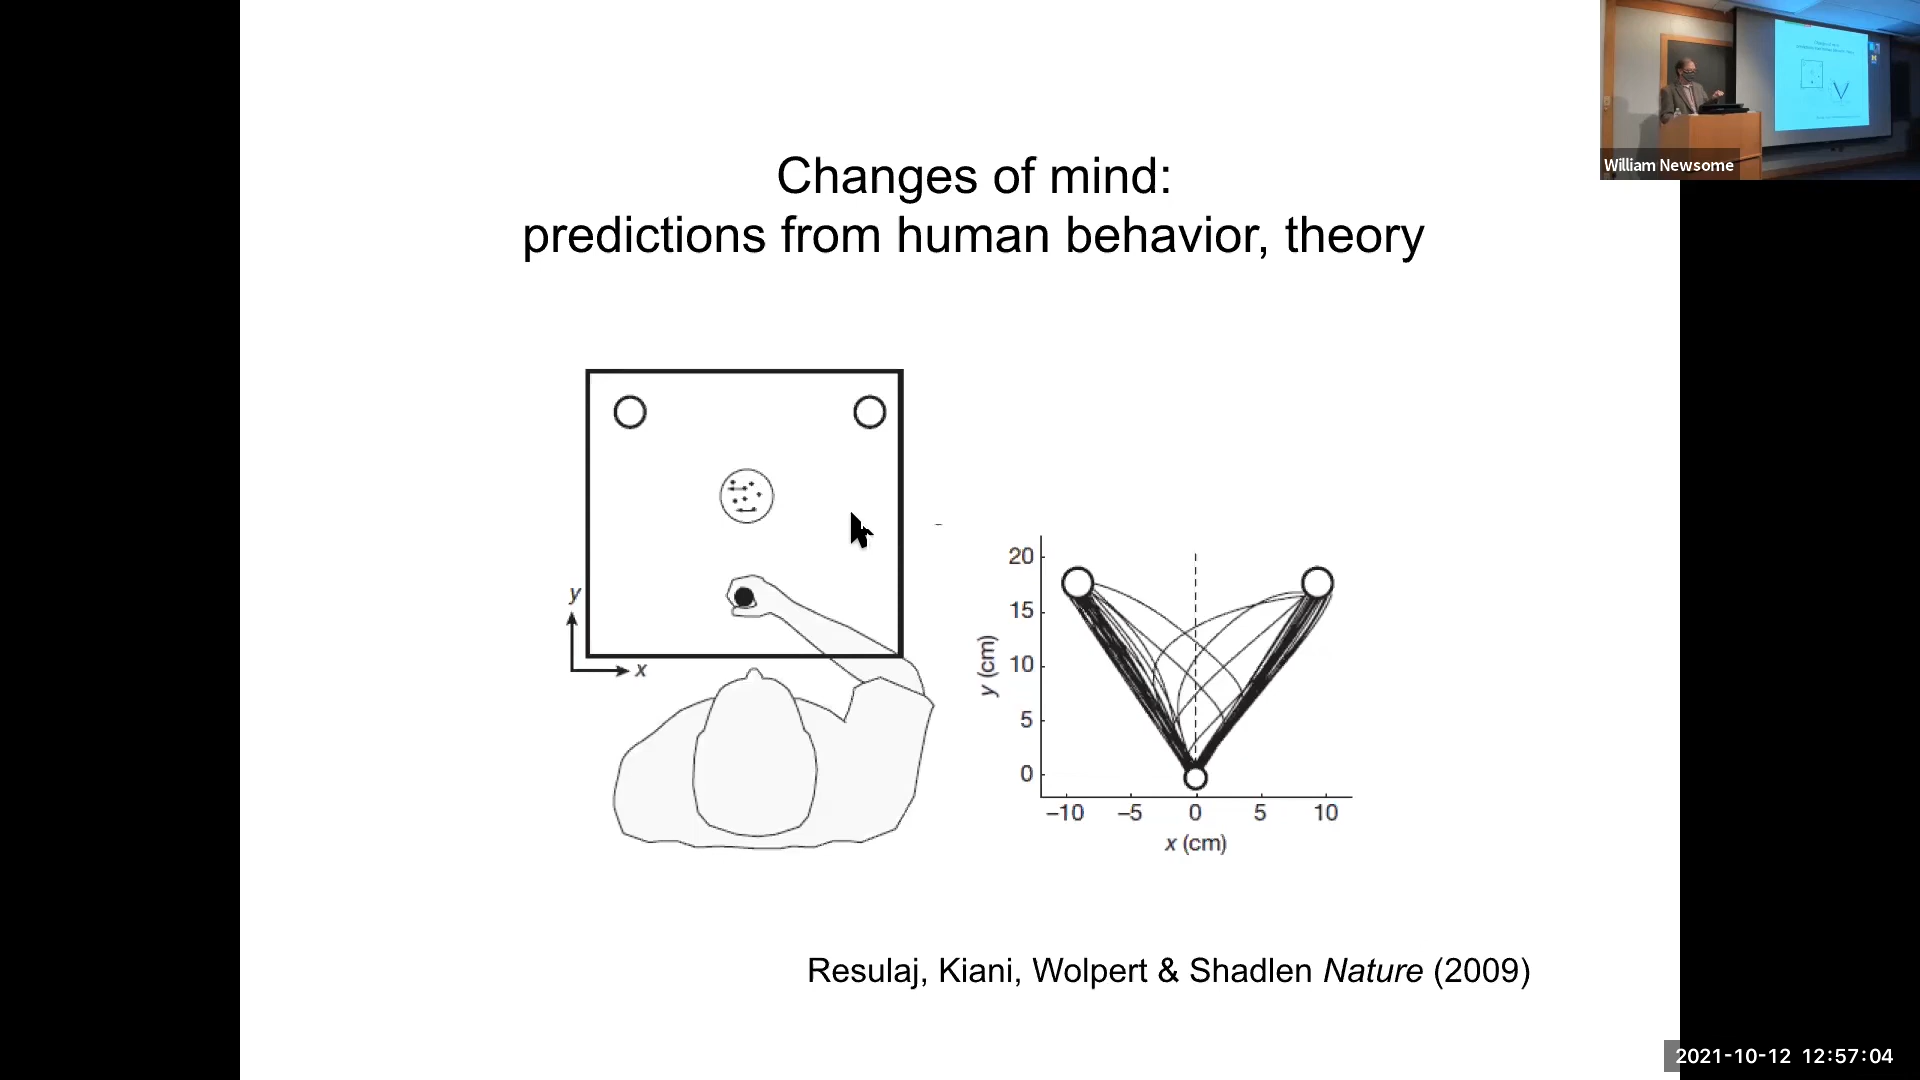 William Newsome
Changes of mind:
predictions from human behavior, theory
y
x
y (cm)
20
15
10
5
0
–10 –5 0 5 10
x (cm)
Resulaj, Kiani, Wolpert & Shadlen Nature (2009)
2021-10-12 12:57:04